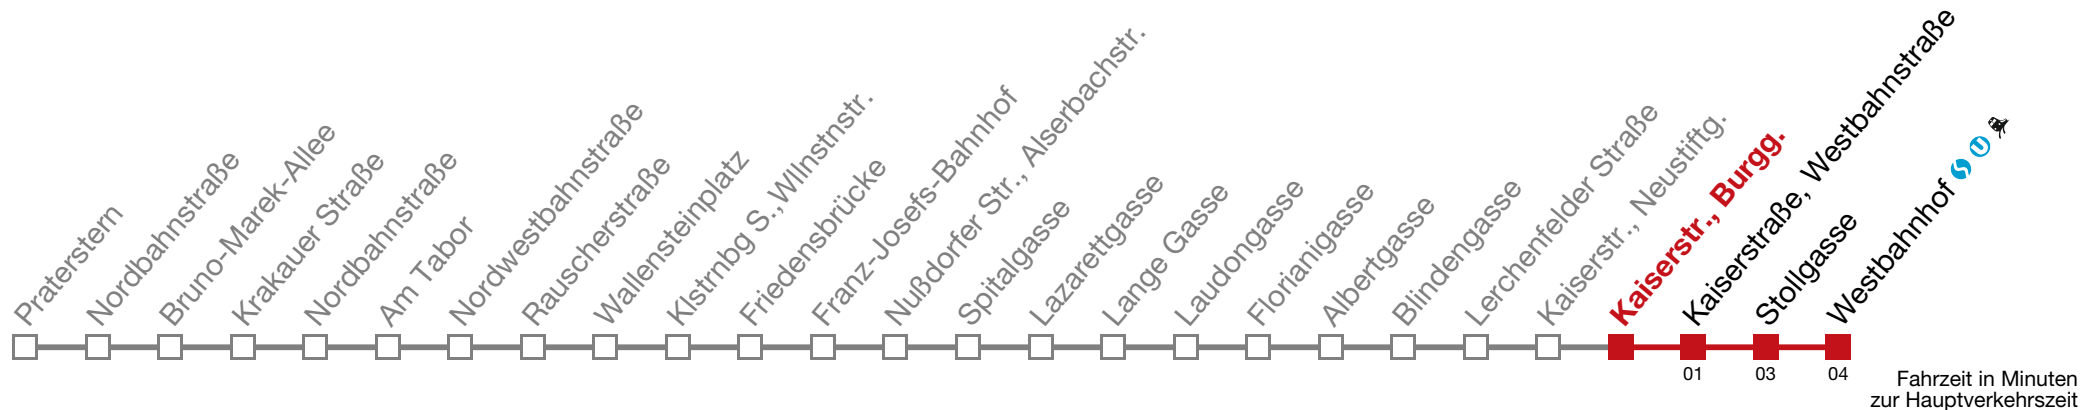 Praterstern
Nordbahnstraße
Bruno-Marek-Allee
Krakauer Straße
Nordbahnstraße
Am Tabor
Nordwestbahnstraße
Rauscherstraße
Wallensteinplatz
Klstrnbg S., Wllnstnstr.
Friedensbrücke
Franz-Josefs-Bahnhof
Nußdorfer Str., Alserbachstr.
Spitalgasse
Lazarettgasse
Lange Gasse
Laudongasse
Florianigasse
Albertgasse
Blindengasse
Lerchenfelder Straße
Kaiserstr., Neustiftg.
Kaiserstr., Burgg.
Kaiserstraße, Westbahnstraße
Stollgasse
Westbahnhof S U
01 03 04
Fahrzeit in Minuten
zur Hauptverkehrszeit